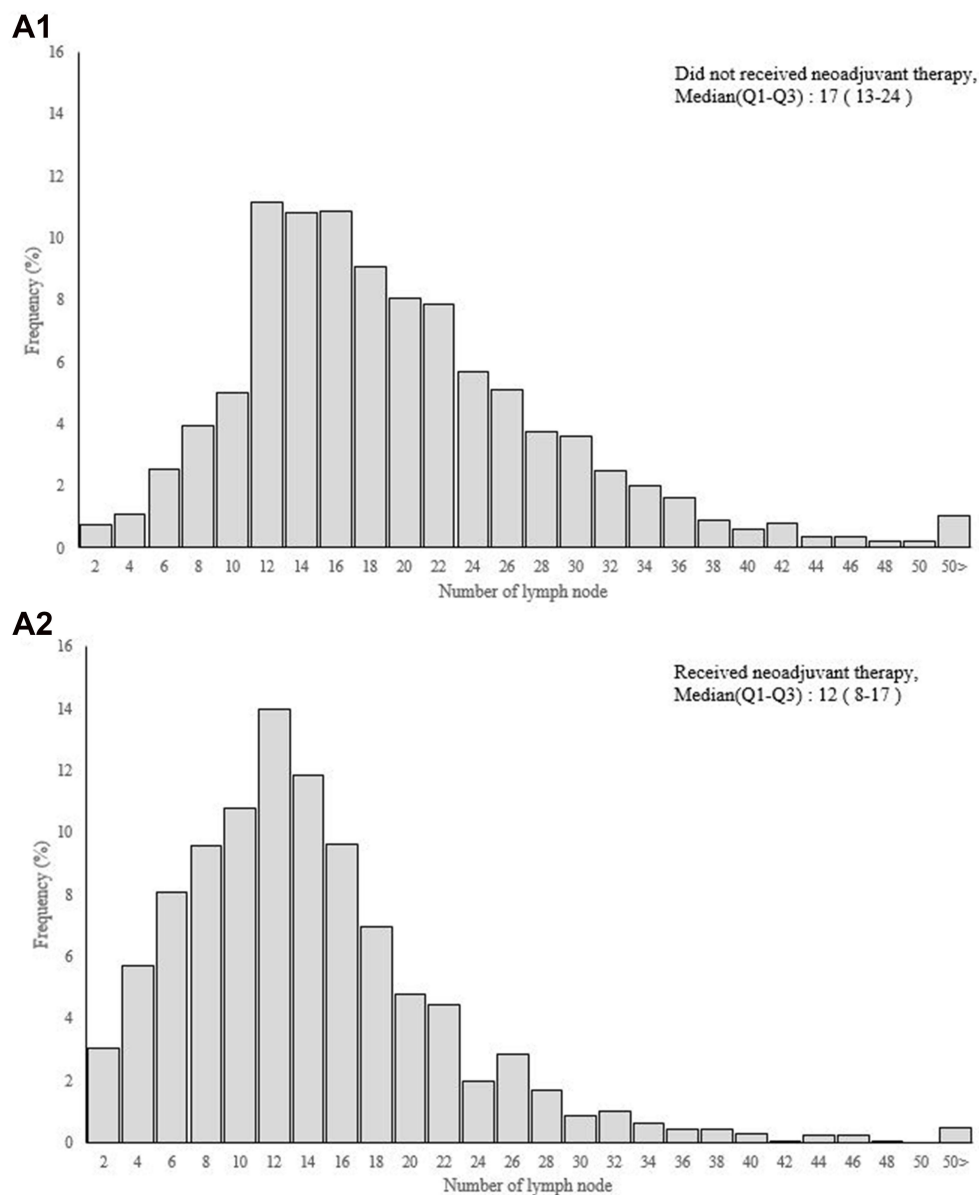 A1
16
Did not received neoadjuvant therapy,
Median(Q1-Q3) : 17 ( 13-24 )
14
12
10
8
6
4
2
0
Frequency (%)
2 4 6 8 10 12 14 16 18 20 22 24 26 28 30 32 34 36 38 40 42 44 46 48 50 50>
Number of lymph node
A2
16
Received neoadjuvant therapy,
Median(Q1-Q3) : 12 ( 8-17 )
14
12
10
8
6
4
2
0
Frequency (%)
2 4 6 8 10 12 14 16 18 20 22 24 26 28 30 32 34 36 38 40 42 44 46 48 50 50>
Number of lymph node